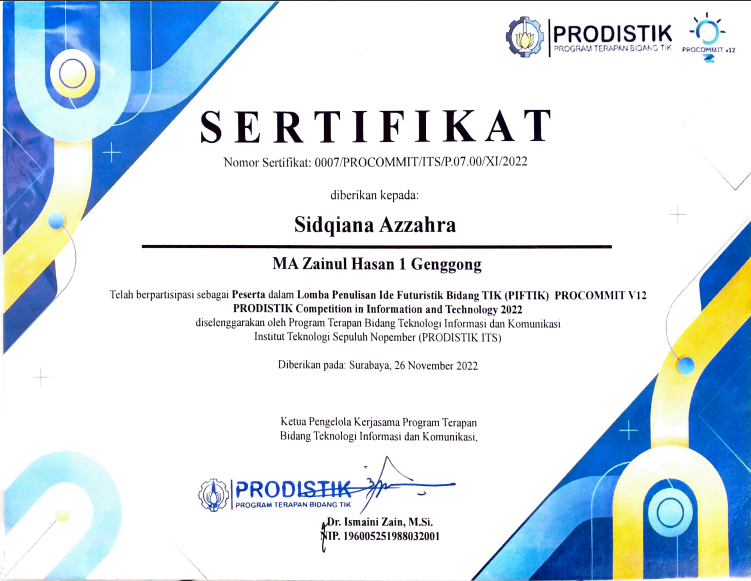 PRODISTIK
PROGRAM TERAPAN BIDANG TIK
PROCOMMIT v12
SERTIFIKAT
Nomor Sertifikat: 0007/PROCOMMIT/ITS/P.07.00/XI/2022
diberikan kepada:
Sidqiana Azzahra
MA Zainul Hasan 1 Genggong
Telah berpartisipasi sebagai Peserta dalam Lomba Penulisan Ide Futuristik Bidang TIK (PIFTIK) PROCOMMIT V12
PRODISTIK Competition in Information and Technology 2022
diselenggarakan oleh Program Terapan Bidang Teknologi Informasi dan Komunikasi
Institut Teknologi Sepuluh Nopember (PRODISTIK ITS)
Diberikan pada: Surabaya, 26 November 2022
Ketua Pengelola Kerjasama Program Terapan
Bidang Teknologi Informasi dan Komunikasi,
PRODISTIK
PROGRAM TERAPAN BIDANG TIK
Dr. Ismaini Zain, M.Si.
NIP. 196005251988032001